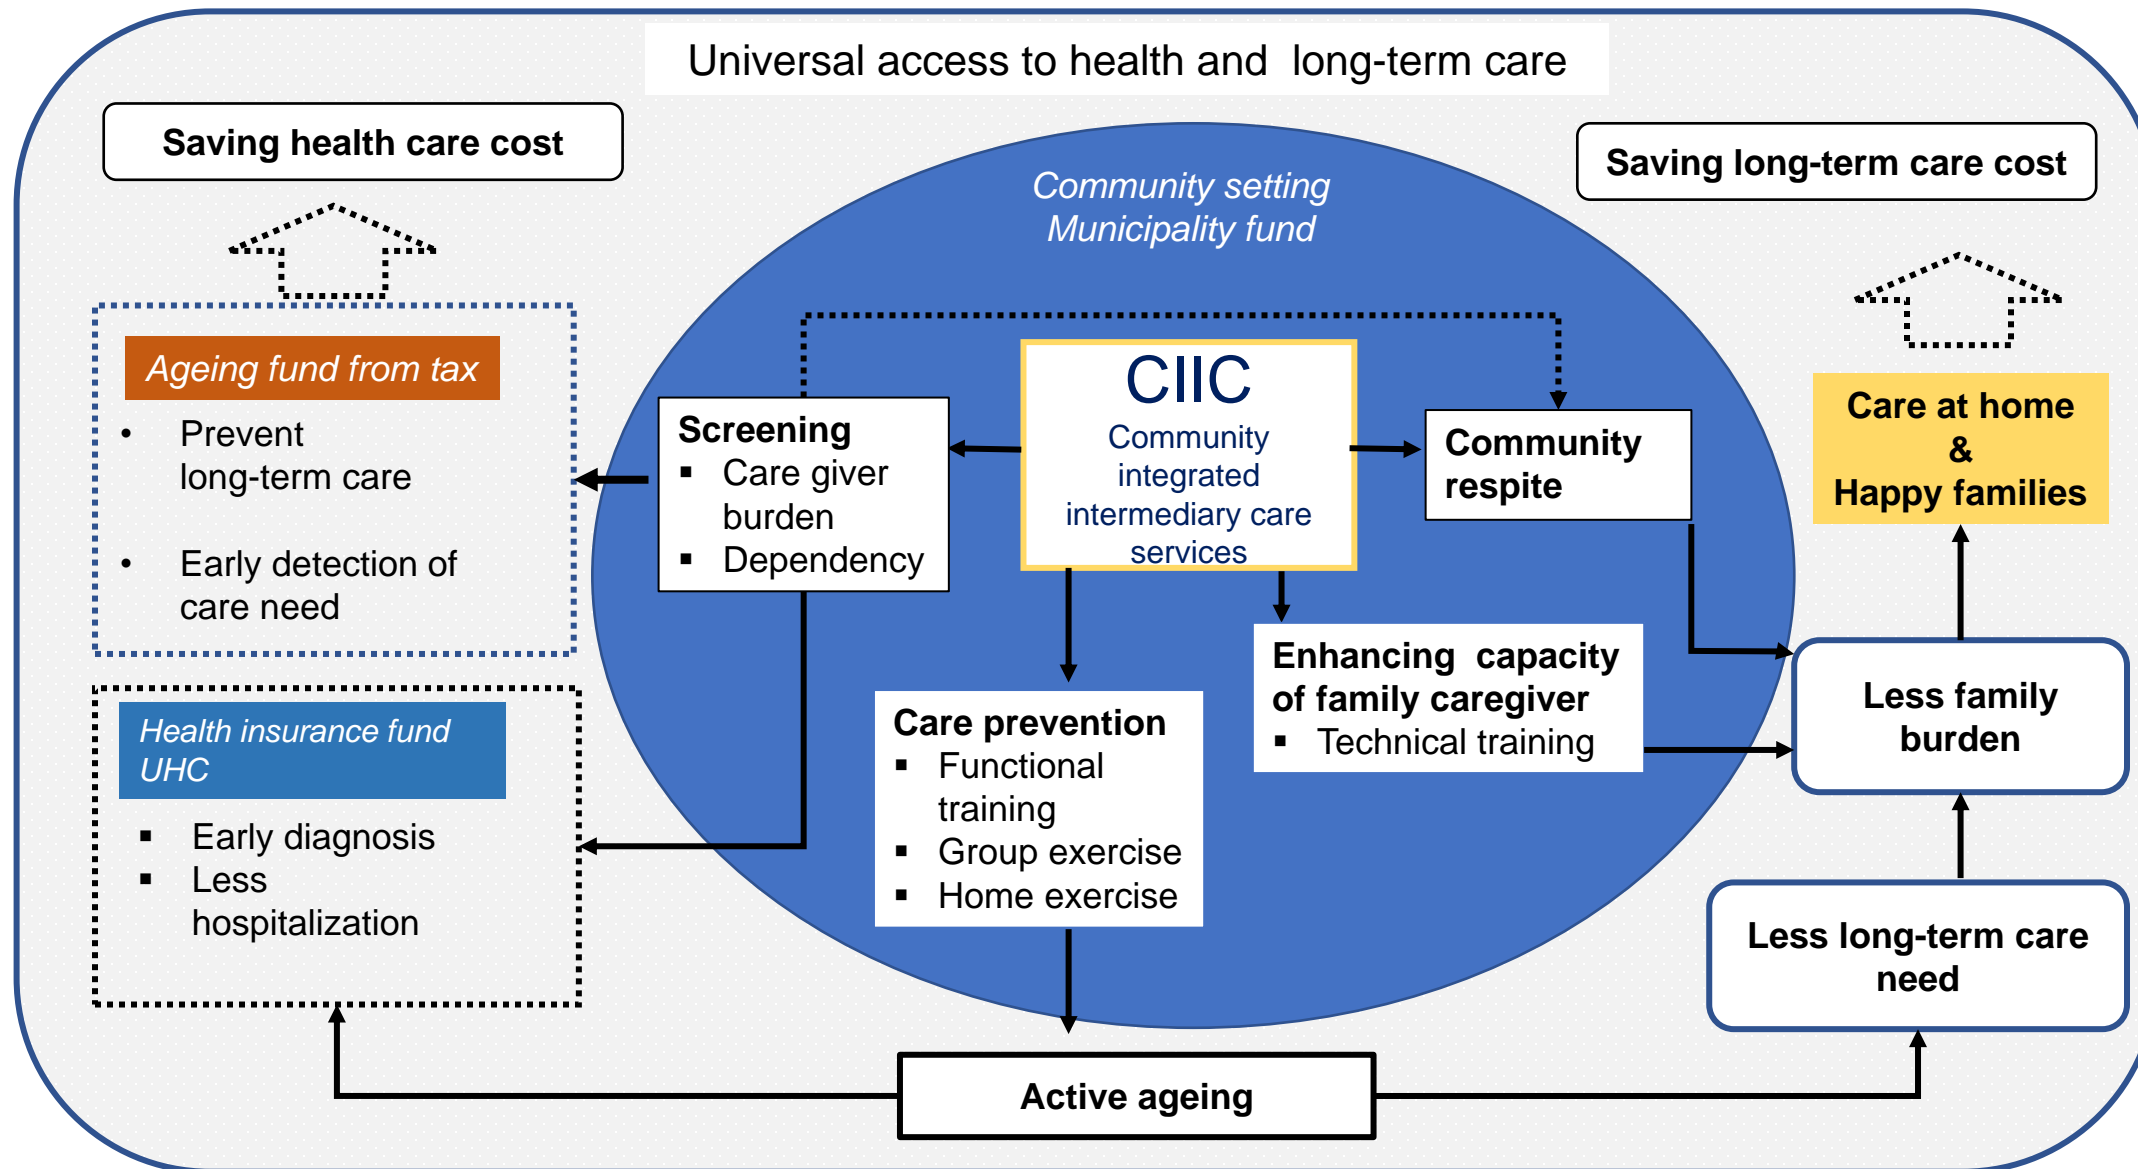 Universal access to health and long-term care
Saving health care cost
Saving long-term care cost
Community setting
Municipality fund
Ageing fund from tax
• Prevent
long-term care
• Early detection of
care need
Health insurance fund
UHC
▪ Early diagnosis
▪ Less
hospitalization
Screening
▪ Care giver
burden
▪ Dependency
CIIC
Community
integrated
intermediary care
services
Community
respite
Care prevention
▪ Functional
training
▪ Group exercise
▪ Home exercise
Enhancing capacity
of family caregiver
▪ Technical training
Care at home
&
Happy families
Less family
burden
Less long-term care
need
Active ageing